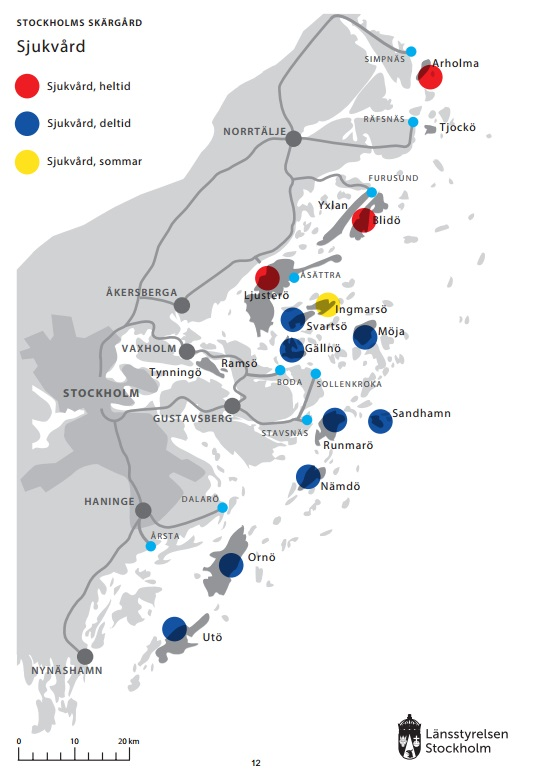 STOCKHOLMS SKÄRGÅRD
Sjukvård
Sjukvård, heltid
Sjukvård, deltid
Sjukvård, sommar
SIMPNÄS
Arholma
RÄFSNÄS
Tjockö
NORRTÄLJE
FURUSUND
Yxlan
Blidö
ÅSÄTTRA
Ljusterö
ÅKERSBERGA
Ingmarsö
Svartsö
Möja
VAXHOLM
Gällnö
Ramsö
Tynningö
BODA
SOLLENKROKA
STOCKHOLM
Sandhamn
GUSTAVSBERG
STAVSNÄS
Runmarö
Nämdö
DALARÖ
HANINGE
ÅRSTA
Ornö
Utö
NYNÄSHAMN
0 10 20 km
Länsstyrelsen
Stockholm
12